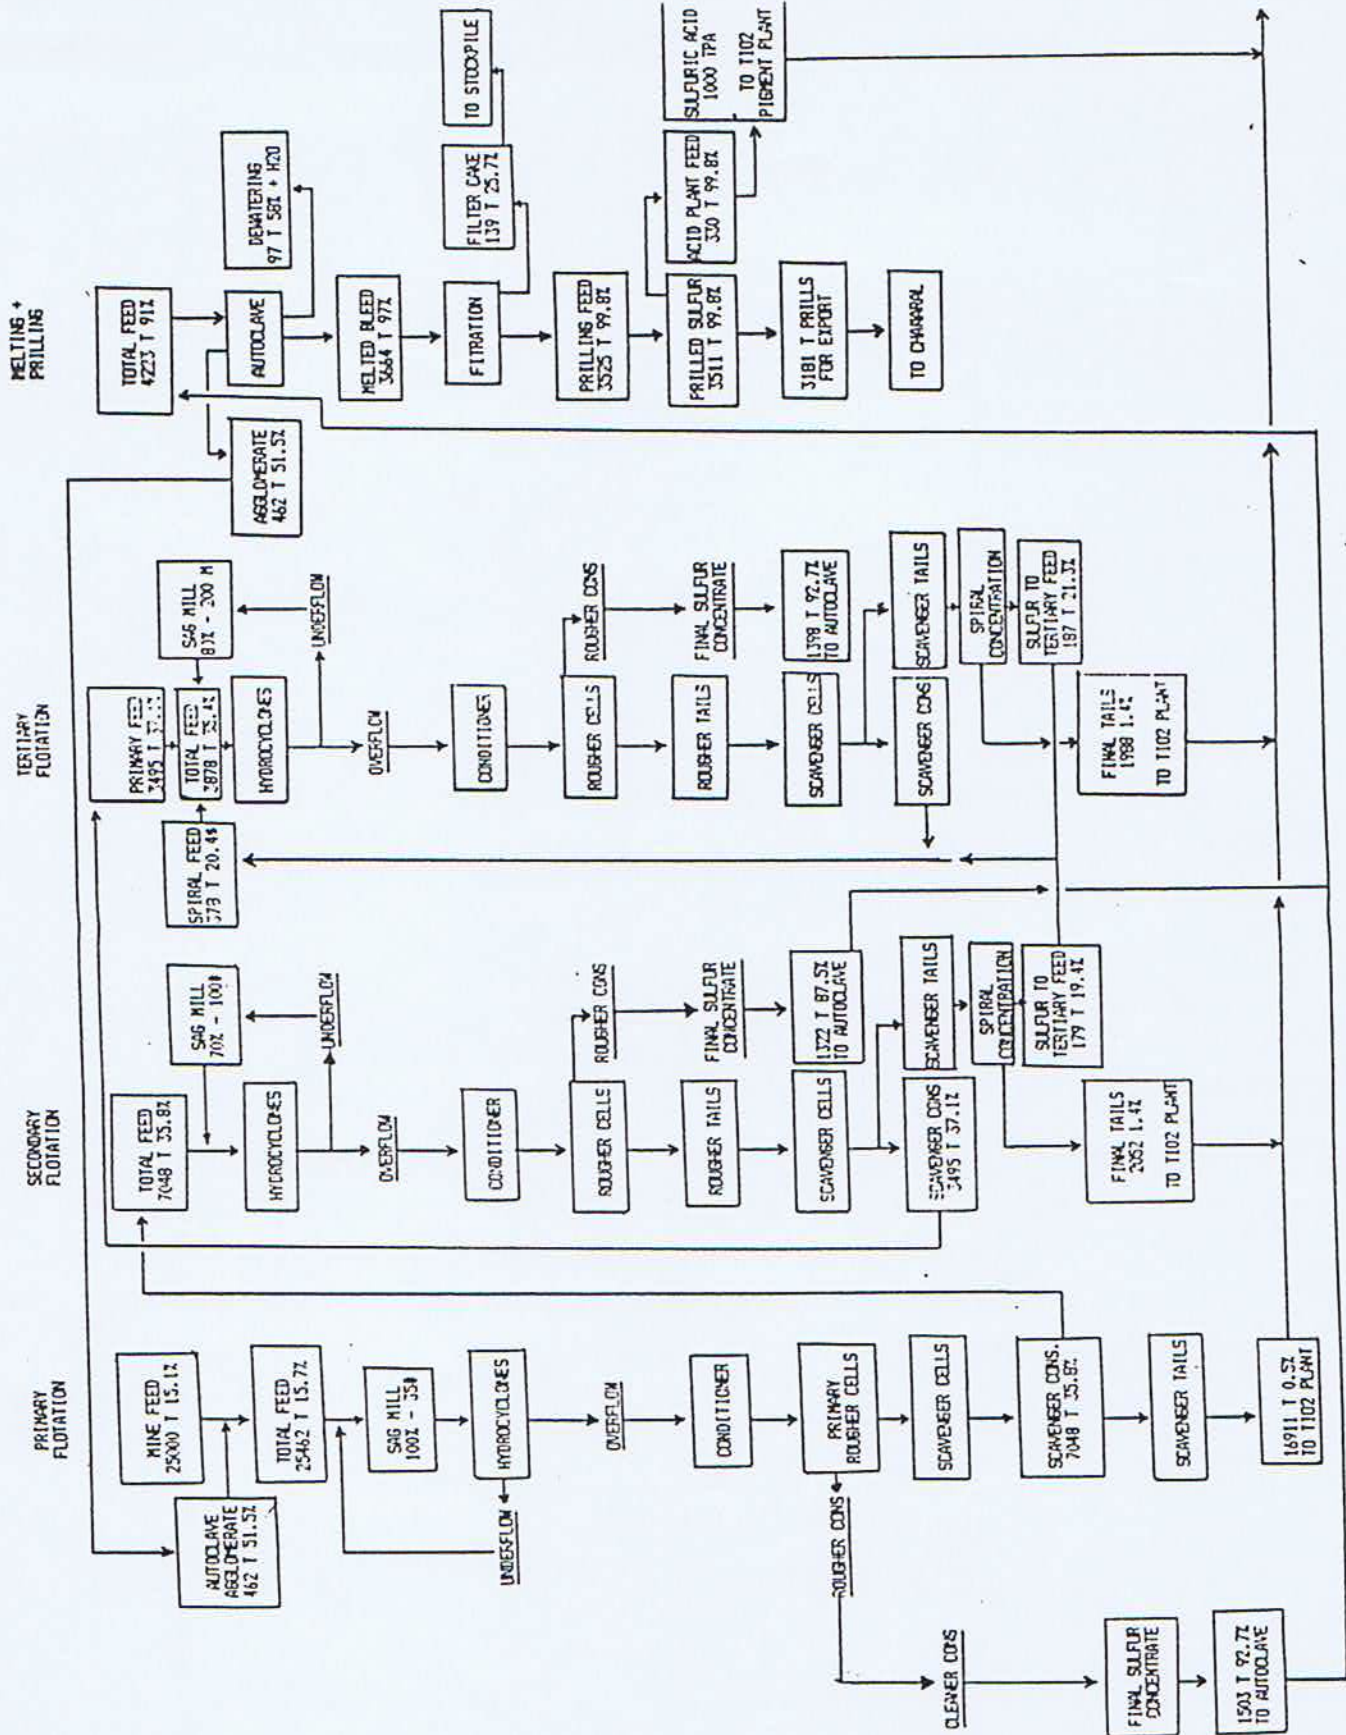 PRIMARY
FLOTATION
MINE FEED
25000 T 15.1%
AUTOCLAVE
AGGLOMERATE
462 T 51.5%
TOTAL FEED
25462 T 15.7%
SAG MILL
100% - 35#
HYDROCYCLONES
UNDERFLOW
OVERFLOW
CONDITIONER
PRIMARY
ROUGHER CELLS
ROUGHER CONS
CLEANER CONS
FINAL SULFUR
CONCENTRATE
1503 T 92.7%
TO AUTOCLAVE
SCAVENGER CELLS
SCAVENGER CONS.
7048 T 35.8%
SCAVENGER TAILS
16911 T 0.5%
TO TIO2 PLANT
SECONDARY
FLOTATION
TOTAL FEED
7048 T 35.8%
SAG MILL
70% - 100#
HYDROCYCLONES
UNDERFLOW
OVERFLOW
CONDITIONER
ROUGHER CELLS
ROUGHER CONS
FINAL SULFUR
CONCENTRATE
1322 T 87.5%
TO AUTOCLAVE
ROUGHER TAILS
SCAVENGER CELLS
SCAVENGER CONS
3495 T 37.1%
SCAVENGER TAILS
SPIRAL
CONCENTRATION
SULFUR TO
TERTIARY FEED
179 T 19.4%
FINAL TAILS
2052 1.4%
TO TIO2 PLANT
TERTIARY
FLOTATION
PRIMARY FEED
3495 T
SPIRAL FEED
378 T 20.4%
TOTAL FEED
3878 T 35.4%
SAG MILL
83% - 200 M
HYDROCYCLONES
UNDERFLOW
OVERFLOW
CONDITIONER
ROUGHER CELLS
ROUGHER CONS
FINAL SULFUR
CONCENTRATE
1398 T 92.7%
TO AUTOCLAVE
ROUGHER TAILS
SCAVENGER CELLS
SCAVENGER CONS
SCAVENGER TAILS
SPIRAL
CONCENTRATION
SULFUR TO
TERTIARY FEED
187 T 21.3%
FINAL TAILS
1988 1.4%
TO TIO2 PLANT
MELTING +
PRILLING
TOTAL FEED
4223 T 91%
AUTOCLAVE
AGGLOMERATE
462 T 51.5%
DEWATERING
97 T 58% + H2O
MELTED BLEED
3664 T 97%
FITRATION
FILTER CAKE
139 T 25.7%
TO STOCKPILE
PRILLING FEED
3525 T 99.8%
PRILLED SULFUR
3511 T 99.8%
ACID PLANT FEED
330 T 99.8%
SULFURIC ACID
1000 TPA
TO TIO2
PIGMENT PLANT
3181 T PRILLS
FOR EXPORT
TO CHARARAL